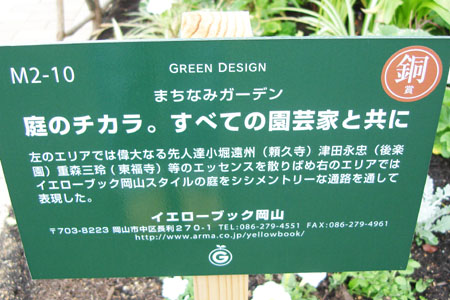 M2-10
GREEN DESIGN
銅
賞
まちなみガーデン
庭のチカラ。すべての園芸家と共に
左のエリアでは偉大なる先人達小堀遠州（頼久寺）津田永忠（後楽
園）重森三玲（東福寺）等のエッセンスを散りばめ右のエリアでは
イエローブック岡山スタイルの庭をシシメントリーな通路を通して
表現した。
イエローブック岡山
〒703-8223 岡山市中区長利270-1 TEL:086-279-4551 FAX:086-279-4961
http://www.arma.co.jp/yellowbook/
G